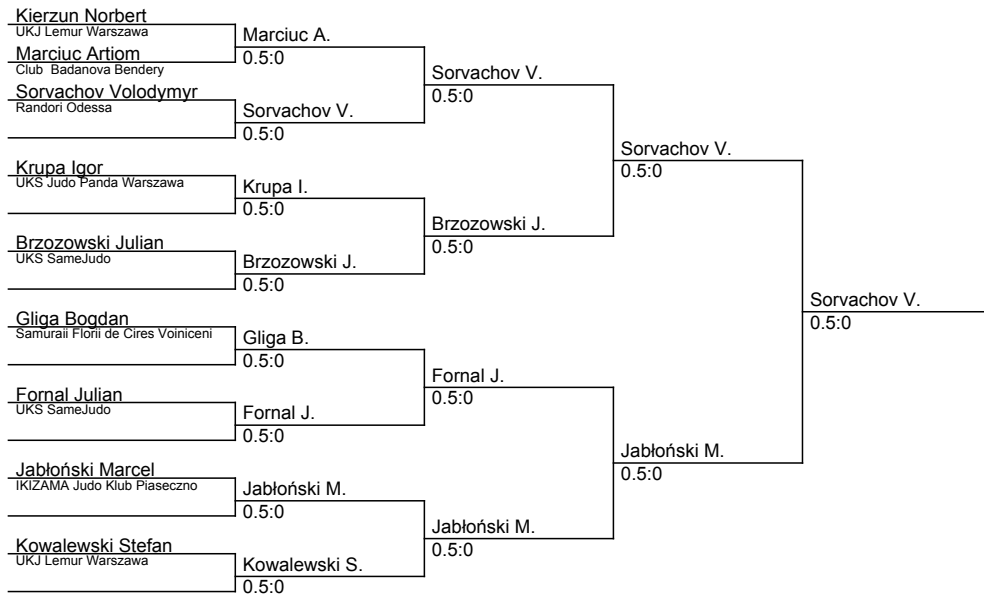 Kierzun Norbert
UKJ Lemur Warszawa
Marciuc Artiom
Club  Badanova Bendery
Sorvachov Volodymyr
Randori Odessa
Krupa Igor
UKS Judo Panda Warszawa
Brzozowski Julian
UKS SameJudo
Gliga Bogdan
Samuraii Florii de Cires Voiniceni
Fornal Julian
UKS SameJudo
Jabłoński Marcel
IKIZAMA Judo Klub Piaseczno
Kowalewski Stefan
UKJ Lemur Warszawa
Marciuc A.
0.5:0
Sorvachov V.
0.5:0
Krupa I.
0.5:0
Brzozowski J.
0.5:0
Gliga B.
0.5:0
Fornal J.
0.5:0
Jabłoński M.
0.5:0
Kowalewski S.
0.5:0
Sorvachov V.
0.5:0
Brzozowski J.
0.5:0
Fornal J.
0.5:0
Jabłoński M.
0.5:0
Sorvachov V.
0.5:0
Jabłoński M.
0.5:0
Sorvachov V.
0.5:0